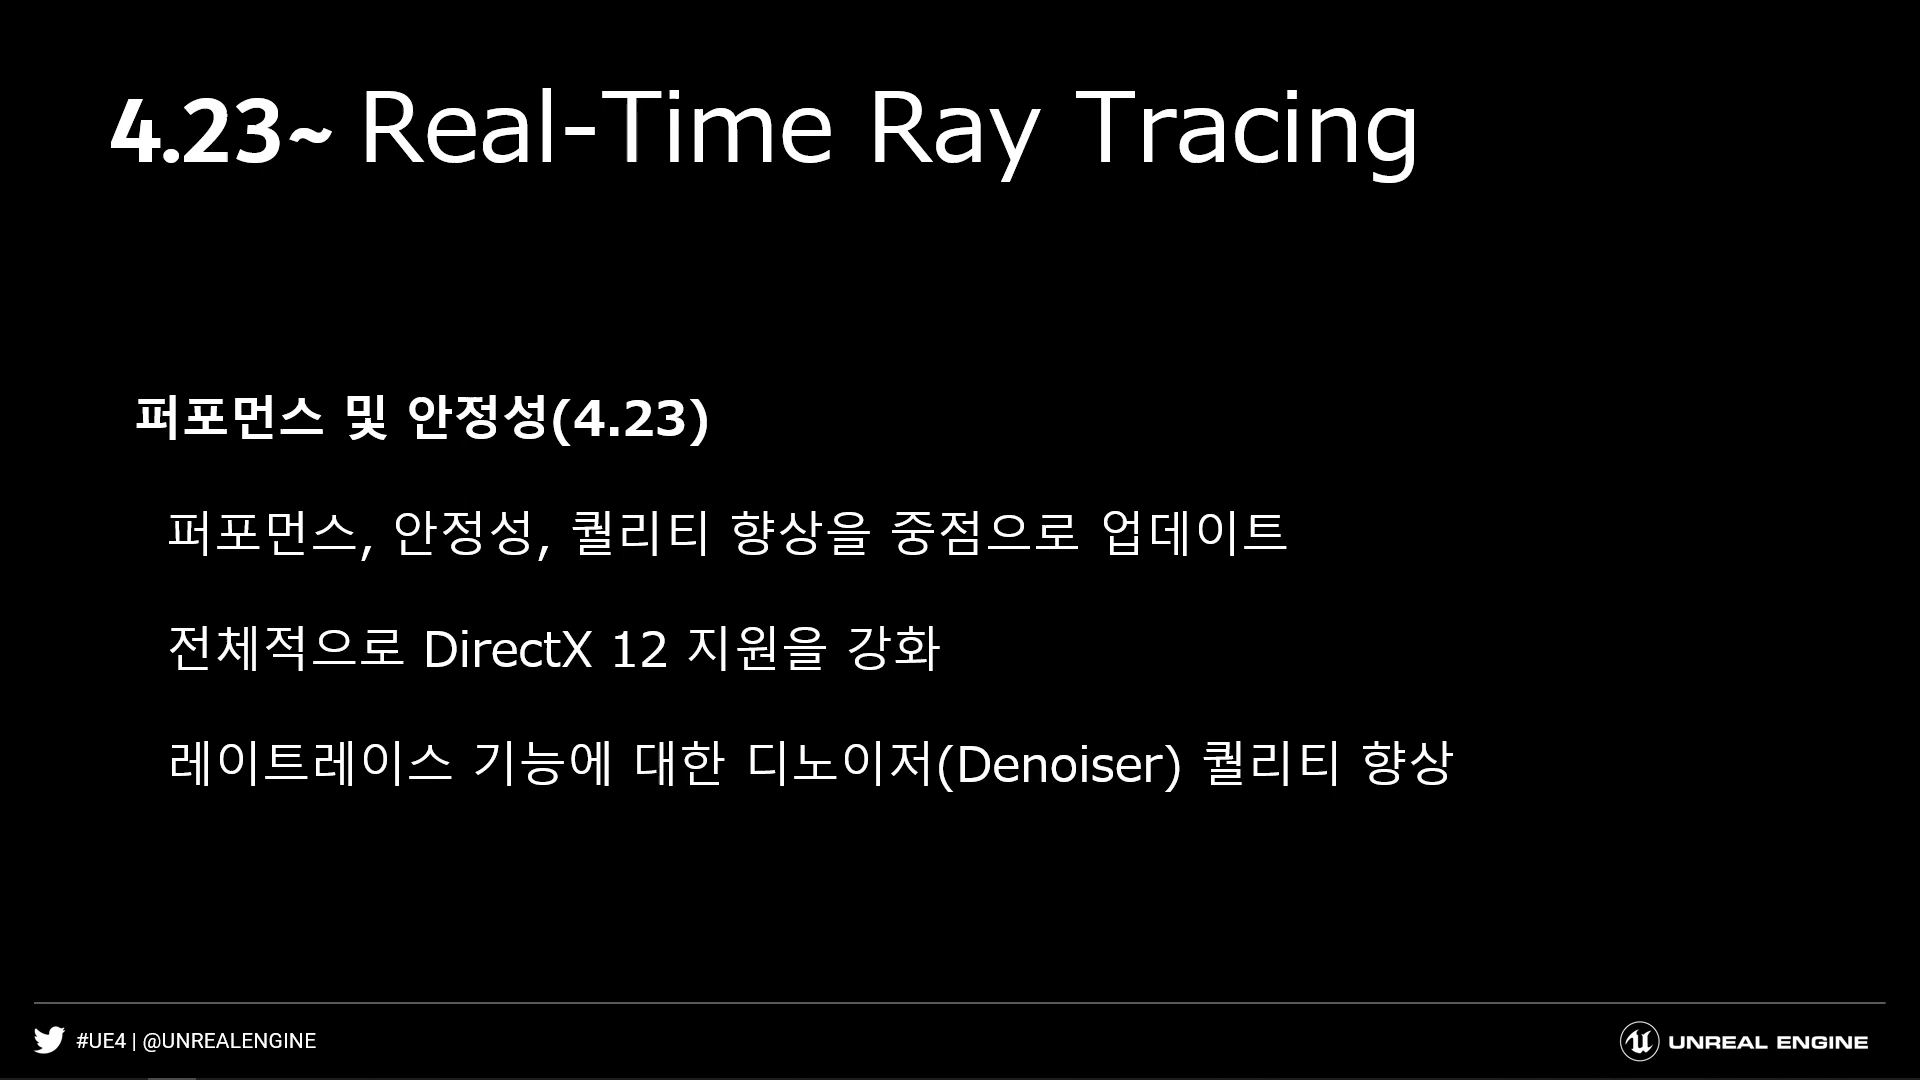 4.23~ Real-Time Ray Tracing
퍼포먼스 및 안정성(4.23)
퍼포먼스, 안정성, 퀄리티 향상을 중점으로 업데이트
전체적으로 DirectX 12 지원을 강화
레이트레이스 기능에 대한 디노이저(Denoiser) 퀄리티 향상
#UE4 | @UNREALENGINE
UNREAL ENGINE